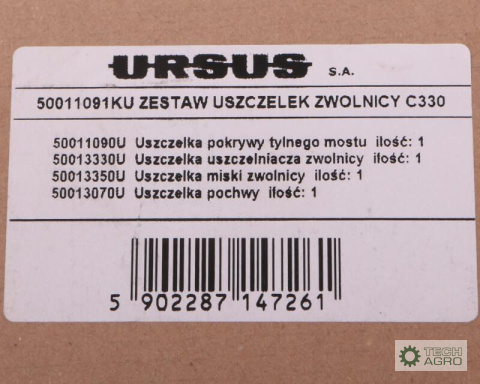 URSUS S.A.
50011091KU ZESTAW USZCZELEK ZWOLNICY C330
50011090U Uszczelka pokrywy tylnego mostu ilość: 1
50013330U Uszczelka uszczelniacza zwolnicy ilość: 1
50013350U Uszczelka miski zwolnicy ilość: 1
50013070U Uszczelka pochwy ilość: 1
5 902287 147261
TECH
AGRO